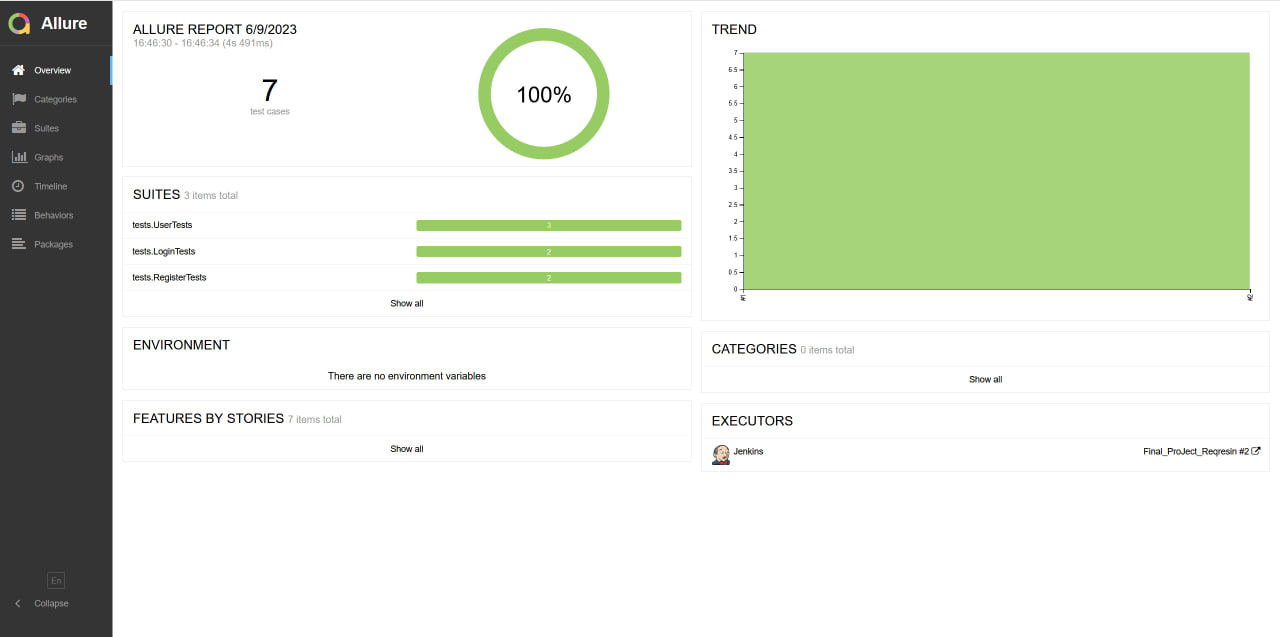 Allure
Overview
Categories
Suites
Graphs
Timeline
Behaviors
Packages
En
Collapse
ALLURE REPORT 6/9/2023
16:46:30 - 16:46:34 (4s 491ms)
7
test cases
100%
SUITES 3 items total
tests.UserTests 3
tests.LoginTests 2
tests.RegisterTests 2
Show all
ENVIRONMENT
There are no environment variables
FEATURES BY STORIES 7 items total
Show all
TREND
7
6.5
6
5.5
5
4.5
4
3.5
3
2.5
2
1.5
1
0.5
0
#1
#2
CATEGORIES 0 items total
Show all
EXECUTORS
Jenkins Final_ProJect_Reqresin #2